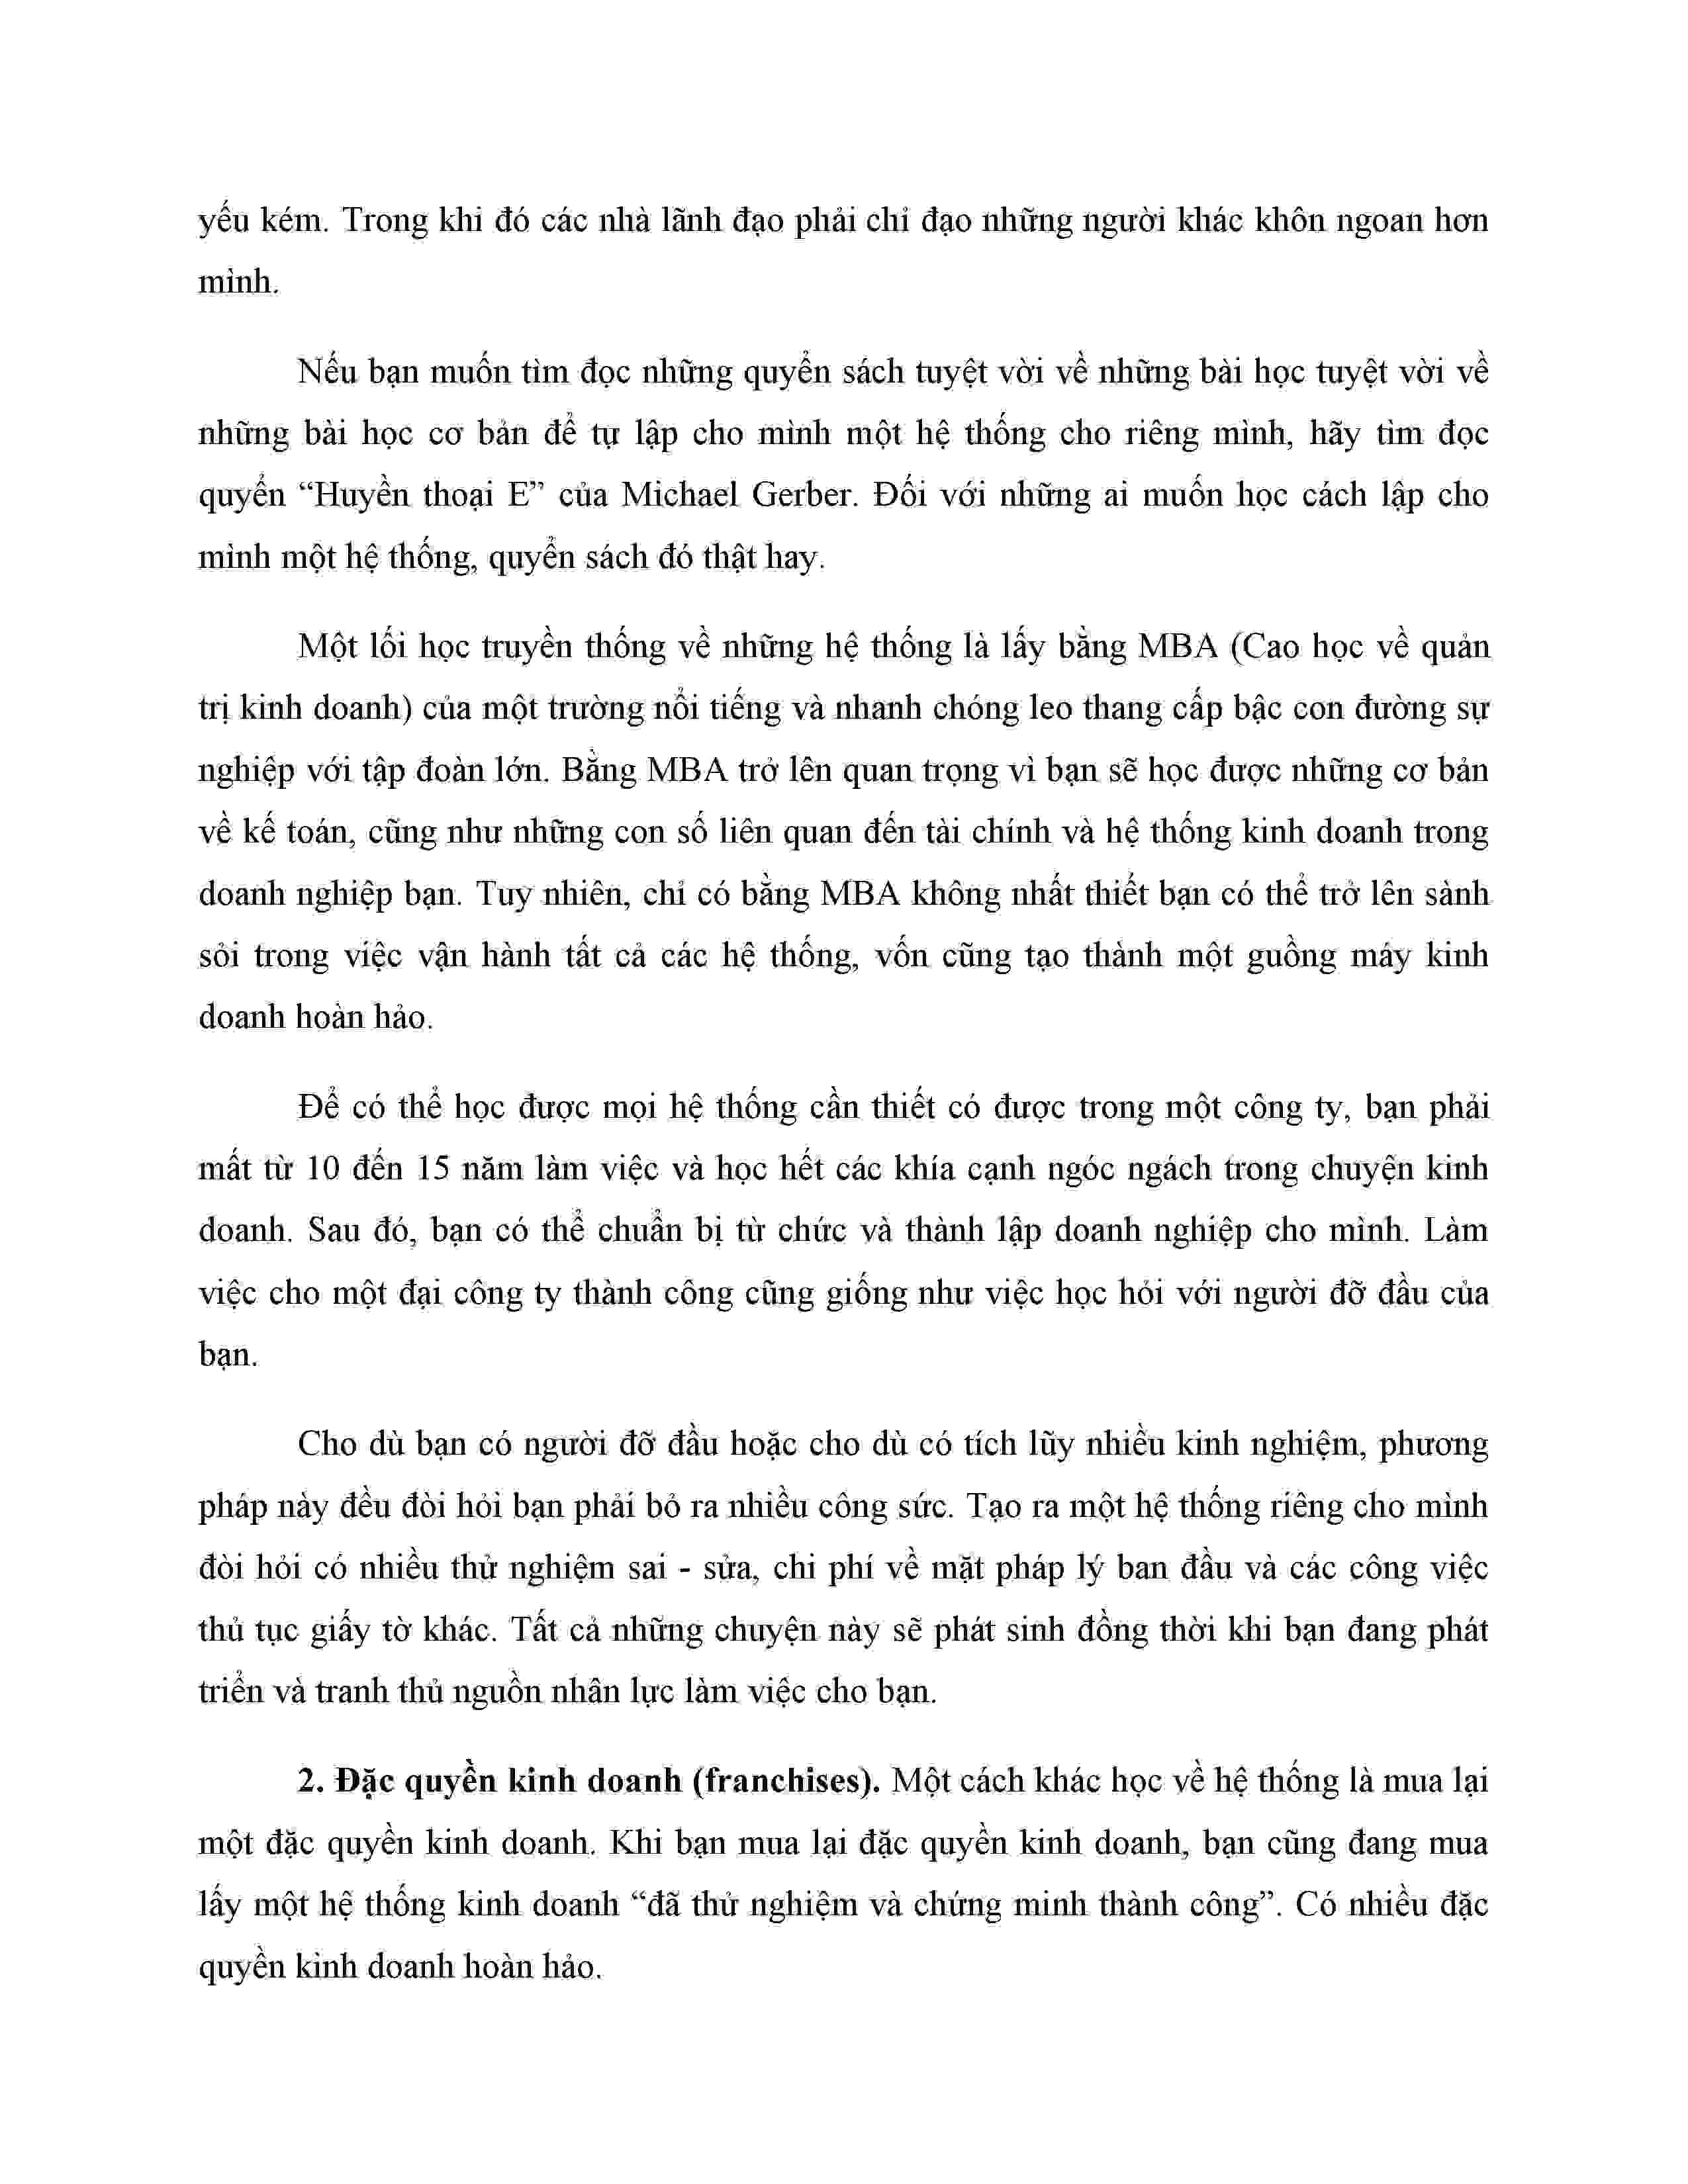 yếu kém. Trong khi đó các nhà lãnh đạo phải chỉ đạo những người khác khôn ngoan hơn
mình.
Nếu bạn muốn tìm đọc những quyển sách tuyệt vời về những bài học tuyệt vời về
những bài học cơ bản để tự lập cho mình một hệ thống cho riêng mình, hãy tìm đọc
quyển “Huyền thoại E” của Michael Gerber. Đối với những ai muốn học cách lập cho
mình một hệ thống, quyển sách đó thật hay.
Một lối học truyền thống về những hệ thống là lấy bằng MBA (Cao học về quản
trị kinh doanh) của một trường nổi tiếng và nhanh chóng leo thang cấp bậc con đường sự
nghiệp với tập đoàn lớn. Bằng MBA trở lên quan trọng vì bạn sẽ học được những cơ bản
về kế toán, cũng như những con số liên quan đến tài chính và hệ thống kinh doanh trong
doanh nghiệp bạn. Tuy nhiên, chỉ có bằng MBA không nhất thiết bạn có thể trở lên sành
sỏi trong việc vận hành tất cả các hệ thống, vốn cũng tạo thành một guồng máy kinh
doanh hoàn hảo.
Để có thể học được mọi hệ thống cần thiết có được trong một công ty, bạn phải
mất từ 10 đến 15 năm làm việc và học hết các khía cạnh ngóc ngách trong chuyện kinh
doanh. Sau đó, bạn có thể chuẩn bị từ chức và thành lập doanh nghiệp cho mình. Làm
việc cho một đại công ty thành công cũng giống như việc học hỏi với người đỡ đầu của
bạn.
Cho dù bạn có người đỡ đầu hoặc cho dù có tích lũy nhiều kinh nghiệm, phương
pháp này đều đòi hỏi bạn phải bỏ ra nhiều công sức. Tạo ra một hệ thống riêng cho mình
đòi hỏi có nhiều thử nghiệm sai - sửa, chi phí về mặt pháp lý ban đầu và các công việc
thủ tục giấy tờ khác. Tất cả những chuyện này sẽ phát sinh đồng thời khi bạn đang phát
triển và tranh thủ nguồn nhân lực làm việc cho bạn.
2. Đặc quyền kinh doanh (franchises). Một cách khác học về hệ thống là mua lại
một đặc quyền kinh doanh. Khi bạn mua lại đặc quyền kinh doanh, bạn cũng đang mua
lấy một hệ thống kinh doanh “đã thử nghiệm và chứng minh thành công”. Có nhiều đặc
quyền kinh doanh hoàn hảo.